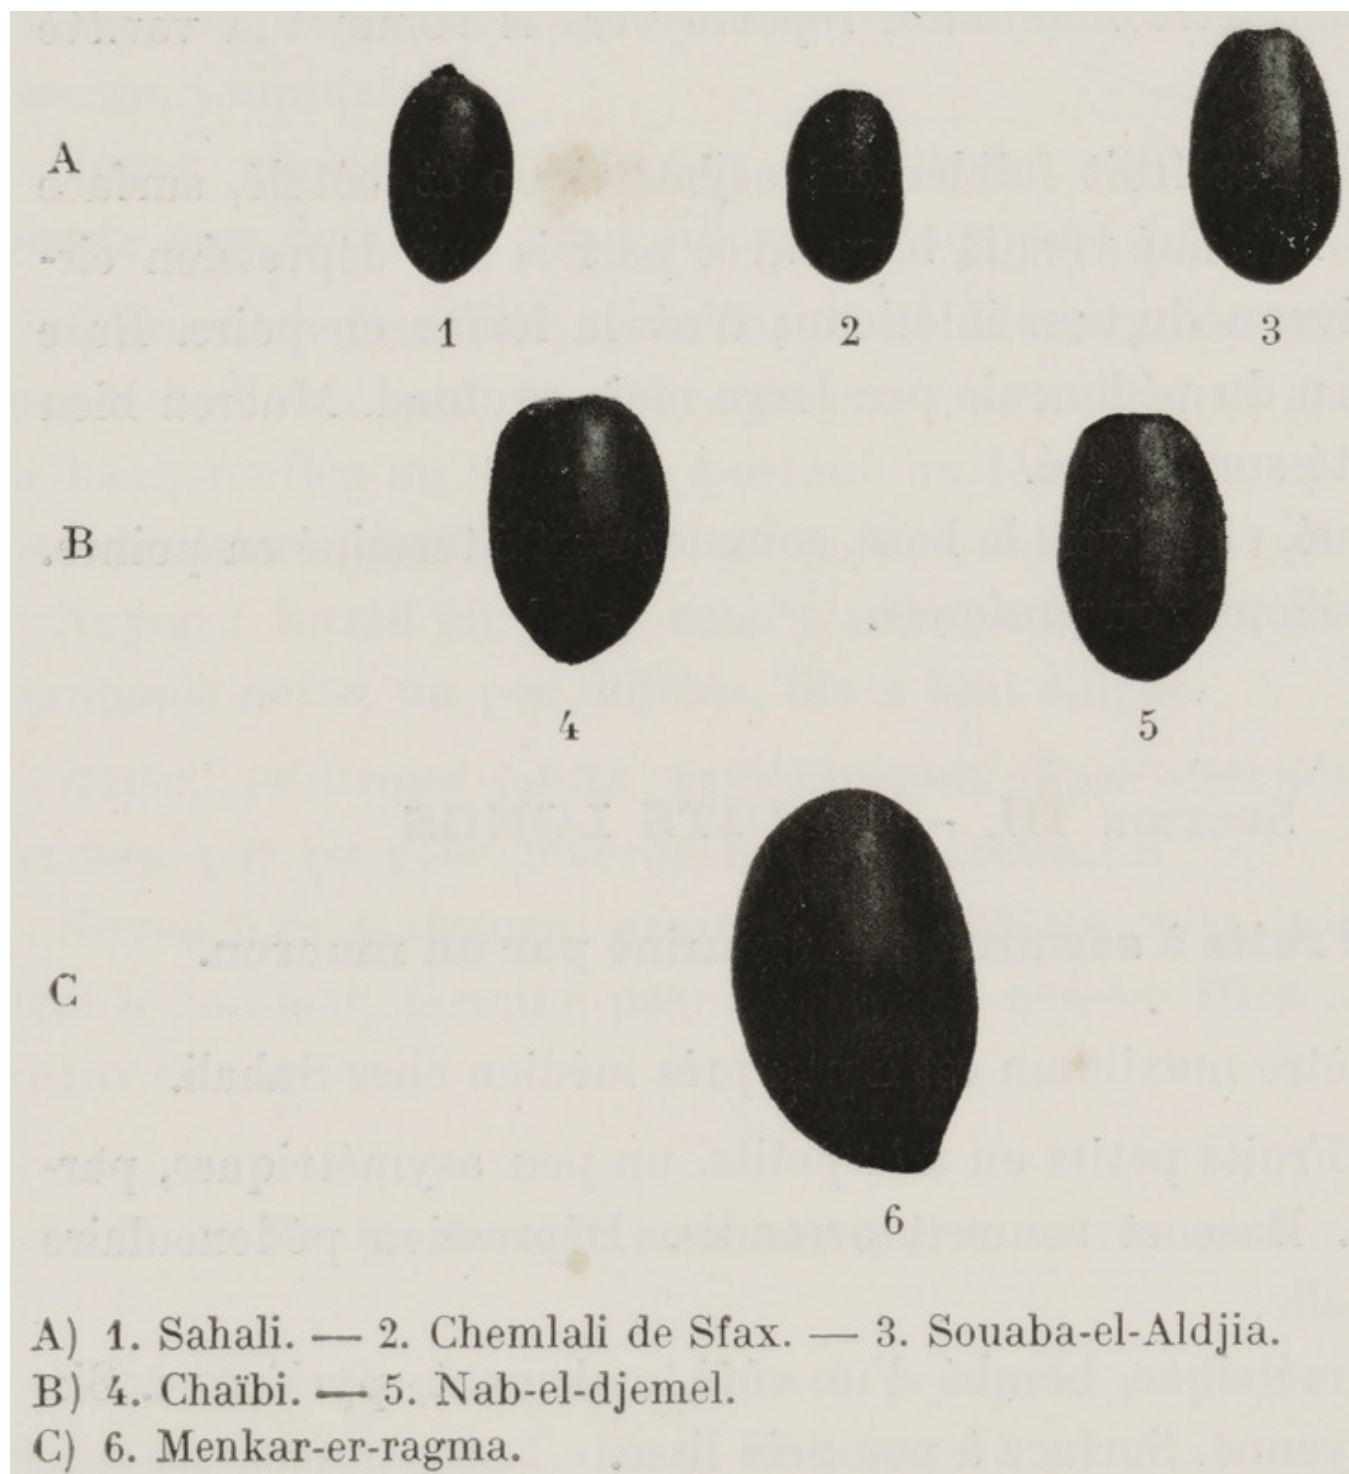 A
1 2 3
B
4 5
C
6
A) 1. Sahali. — 2. Chemlali de Sfax. — 3. Souaba-el-Aldjia.
B) 4. Chaïbi. — 5. Nab-el-djemel.
C) 6. Menkar-er-ragma.